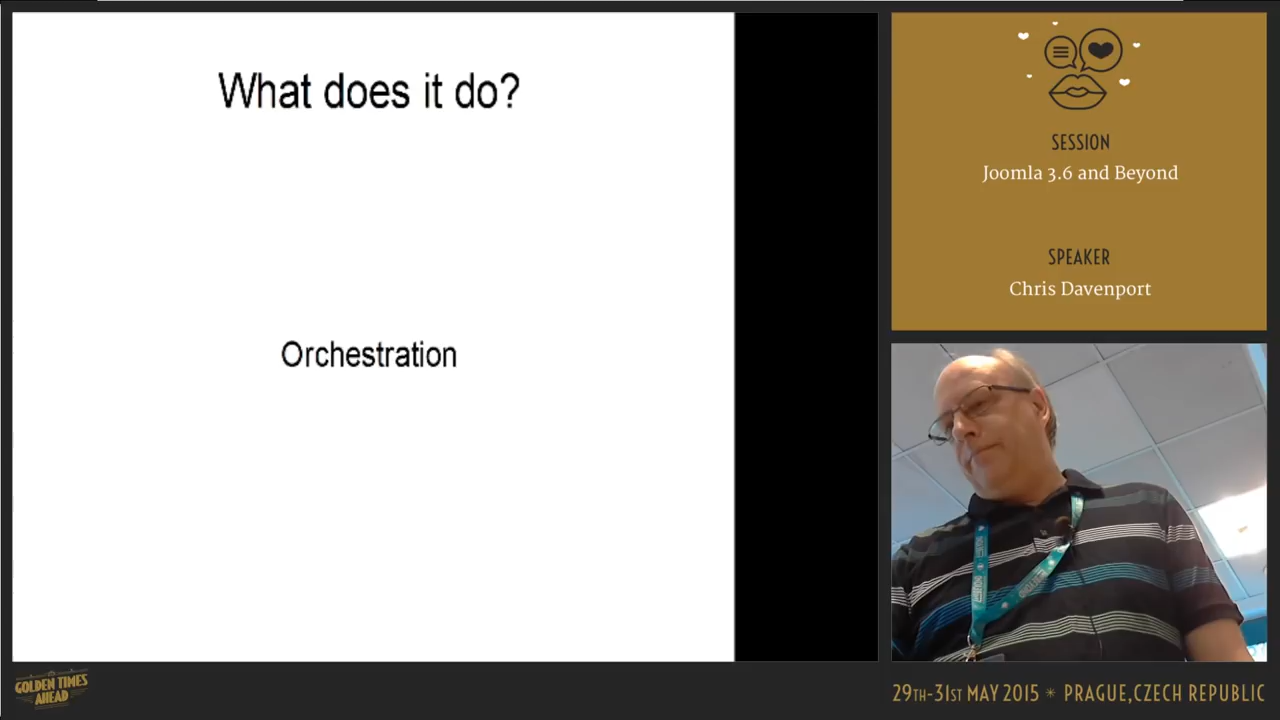 What does it do?
Orchestration
SESSION
Joomla 3.6 and Beyond
SPEAKER
Chris Davenport
GOLDEN TIMES
AHEAD
29TH-31ST MAY 2015 * PRAGUE, CZECH REPUBLIC